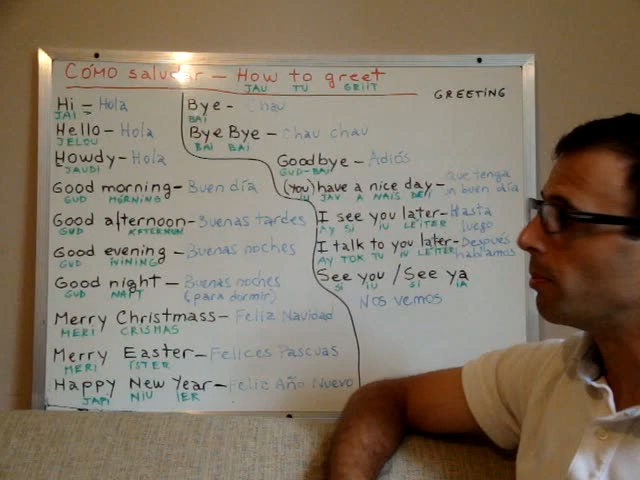 CÓMO saludar – How to greet
JAU TU GRIIT
GREETING
Hi – Hola
JAI
Hello – Hola
JELOU
Howdy – Hola
JAUDI
Good morning – Buen día
GUD MORNING
Good afternoon – Buenas tardes
GUD AFTERNUN
Good evening – Buenas noches
GUD IVINING
Good night – Buenas noches
GUD NAIT (para dormir)
Merry Christmass – Feliz Navidad
MERI CRISMAS
Merry Easter – Felices Pascuas
MERI ISTER
Happy New Year – Feliz Año Nuevo
JAPI NIU IER
Bye – Chau
BAI
Bye Bye – Chau chau
BAI BAI
Goodbye – Adiós
GUD-BAI
(you) have a nice day – Que tenga
IU JAV A NAIS DEII un buen día
I see you later – Hasta
AY SI IU LEITER luego
I talk to you later – Después
AY TOK TU IU LEITER hablamos
See you / See ya
SI IU SI IA
Nos vemos